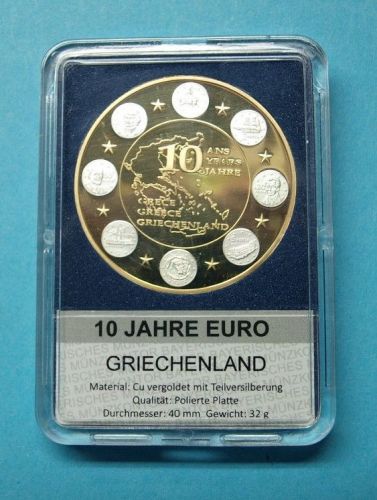 10 ANS
YEARS
JAHRE
GRECE
GREECE
GRIECHENLAND
10 JAHRE EURO
GRIECHENLAND
Material: Cu vergoldet mit Teilversilberung
Qualität: Polierte Platte
Durchmesser: 40 mm Gewicht: 32 g